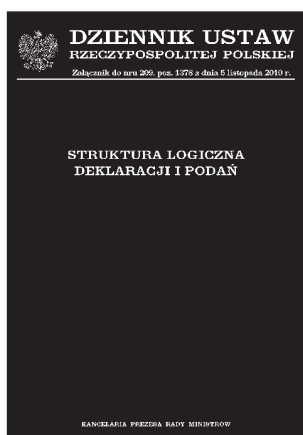 DZIENNIK USTAW
RZECZYPOSPOLITEJ POLSKIEJ
Załącznik do nru 209, poz. 1378 z dnia 5 listopada 2010 r.
STRUKTURA LOGICZNA
DEKLARACJI I PODAŃ
KANCELARIA PREZESA RADY MINISTRÓW